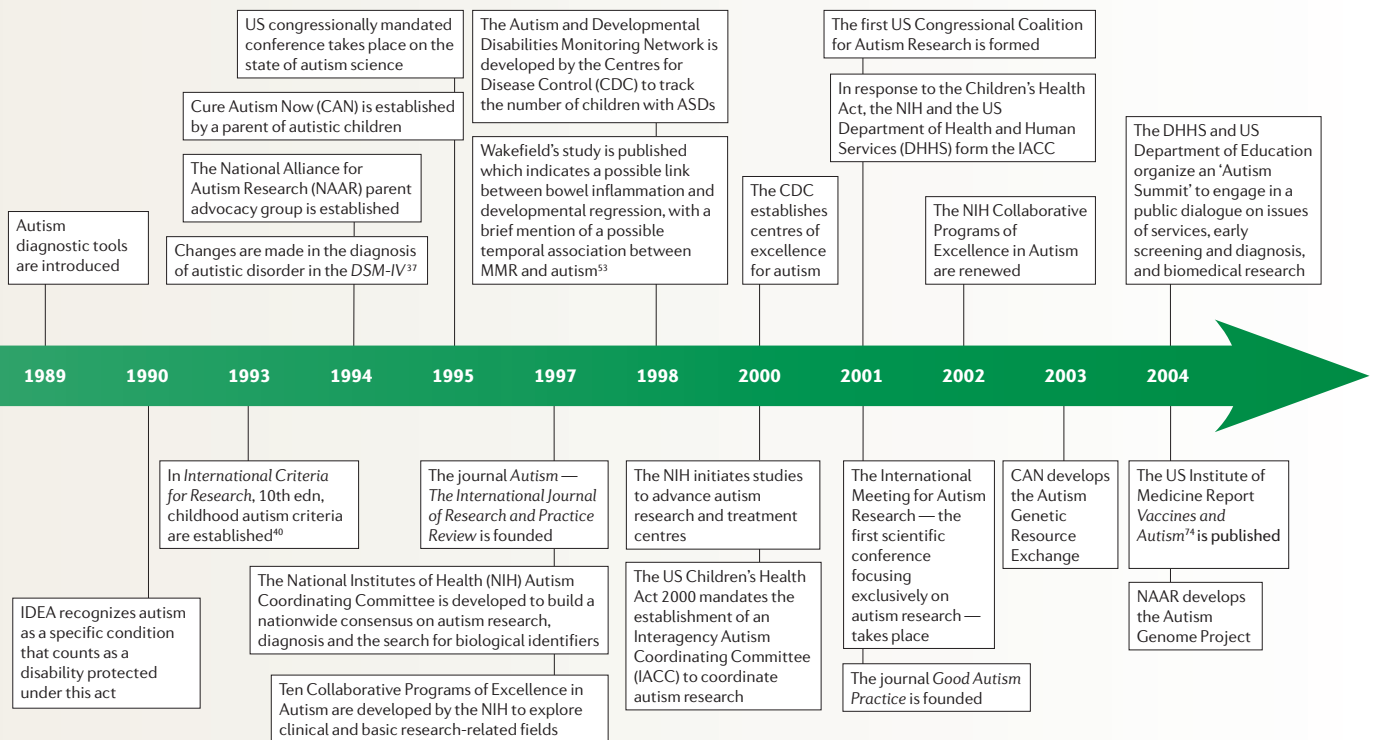 US congressionally mandated
conference takes place on the
state of autism science
Cure Autism Now (CAN) is established
by a parent of autistic children
The National Alliance for
Autism Research (NAAR) parent
advocacy group is established
Autism
diagnostic tools
are introduced
Changes are made in the diagnosis
of autistic disorder in the DSM-IV³⁷
The Autism and Developmental
Disabilities Monitoring Network is
developed by the Centres for
Disease Control (CDC) to track
the number of children with ASDs
Wakefield's study is published
which indicates a possible link
between bowel inflammation and
developmental regression, with a
brief mention of a possible
temporal association between
MMR and autism⁵³
The CDC
establishes
centres of
excellence
for autism
The first US Congressional Coalition
for Autism Research is formed
In response to the Children's Health
Act, the NIH and the US
Department of Health and Human
Services (DHHS) form the IACC
The NIH Collaborative
Programs of
Excellence in Autism
are renewed
The DHHS and US
Department of Education
organize an 'Autism
Summit' to engage in a
public dialogue on issues
of services, early
screening and diagnosis,
and biomedical research
1989 1990 1993 1994 1995 1997 1998 2000 2001 2002 2003 2004
IDEA recognizes autism
as a specific condition
that counts as a
disability protected
under this act
In International Criteria
for Research, 10th edn,
childhood autism criteria
are established⁴⁰
The journal Autism —
The International Journal
of Research and Practice
Review is founded
The National Institutes of Health (NIH) Autism
Coordinating Committee is developed to build a
nationwide consensus on autism research,
diagnosis and the search for biological identifiers
Ten Collaborative Programs of Excellence in
Autism are developed by the NIH to explore
clinical and basic research-related fields
The NIH initiates studies
to advance autism
research and treatment
centres
The US Children's Health
Act 2000 mandates the
establishment of an
Interagency Autism
Coordinating Committee
(IACC) to coordinate
autism research
The International
Meeting for Autism
Research — the
first scientific
conference
focusing
exclusively on
autism research —
takes place
The journal Good Autism
Practice is founded
CAN develops
the Autism
Genetic
Resource
Exchange
The US Institute of
Medicine Report
Vaccines and
Autism⁷⁴ is published
NAAR develops
the Autism
Genome Project